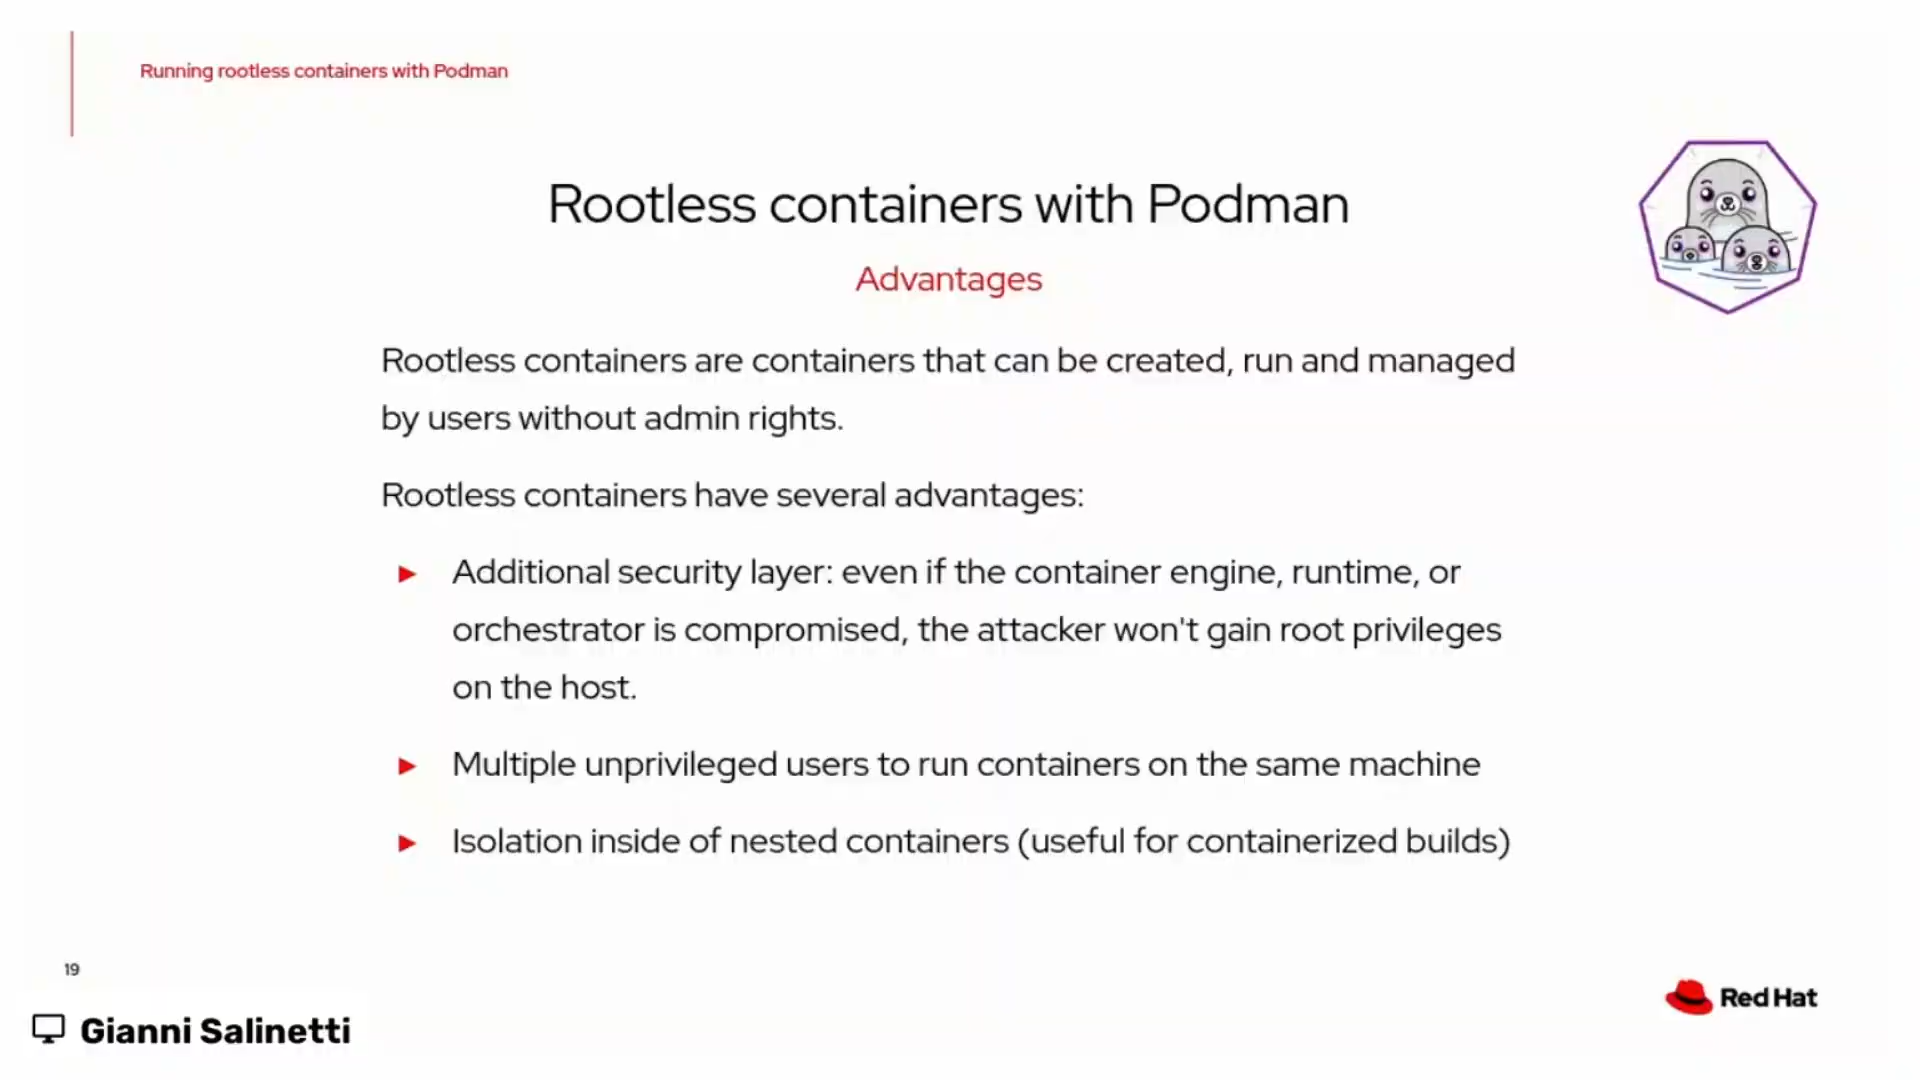 Running rootless containers with Podman
Rootless containers with Podman
Advantages
Rootless containers are containers that can be created, run and managed
by users without admin rights.
Rootless containers have several advantages:
► Additional security layer: even if the container engine, runtime, or
orchestrator is compromised, the attacker won't gain root privileges
on the host.
► Multiple unprivileged users to run containers on the same machine
► Isolation inside of nested containers (useful for containerized builds)
19
Red Hat
Gianni Salinetti